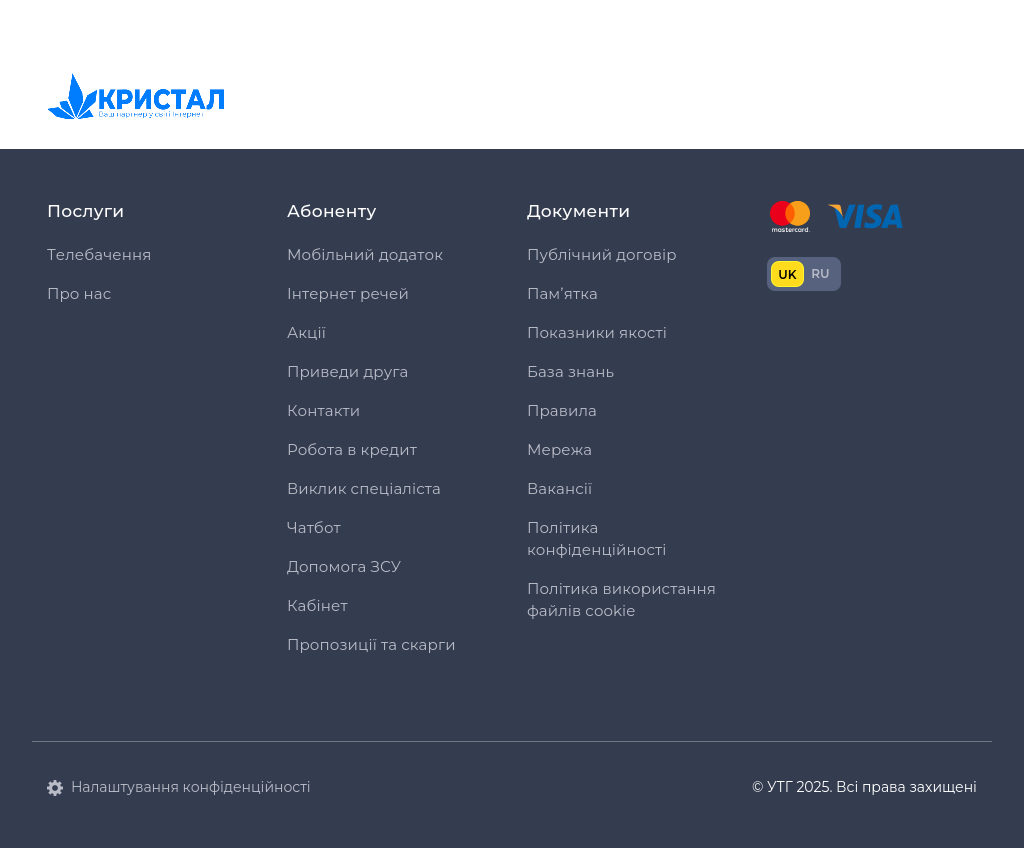 КРИСТАЛ
Ваш партнер у світі Інтернет
Послуги
Телебачення
Про нас
Абоненту
Мобільний додаток
Інтернет речей
Акції
Приведи друга
Контакти
Робота в кредит
Виклик спеціаліста
Чатбот
Допомога ЗСУ
Кабінет
Пропозиції та скарги
Документи
Публічний договір
Пам’ятка
Показники якості
База знань
Правила
Мережа
Вакансії
Політика
конфіденційності
Політика використання
файлів cookie
mastercard. VISA
UK RU
Налаштування конфіденційності
© УТГ 2025. Всі права захищені